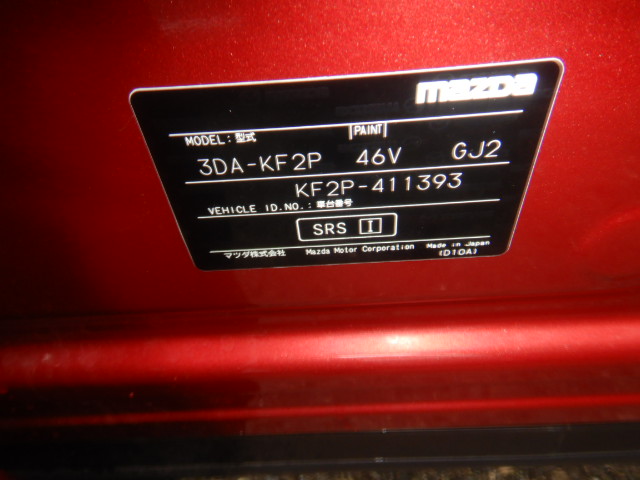 mazda
MODEL:型式 PAINT
3DA-KF2P 46V GJ2
KF2P-411393
VEHICLE ID.NO.:車台番号
SRS I
マツダ株式会社 Mazda Motor Corporation Made in Japan
(D10A)